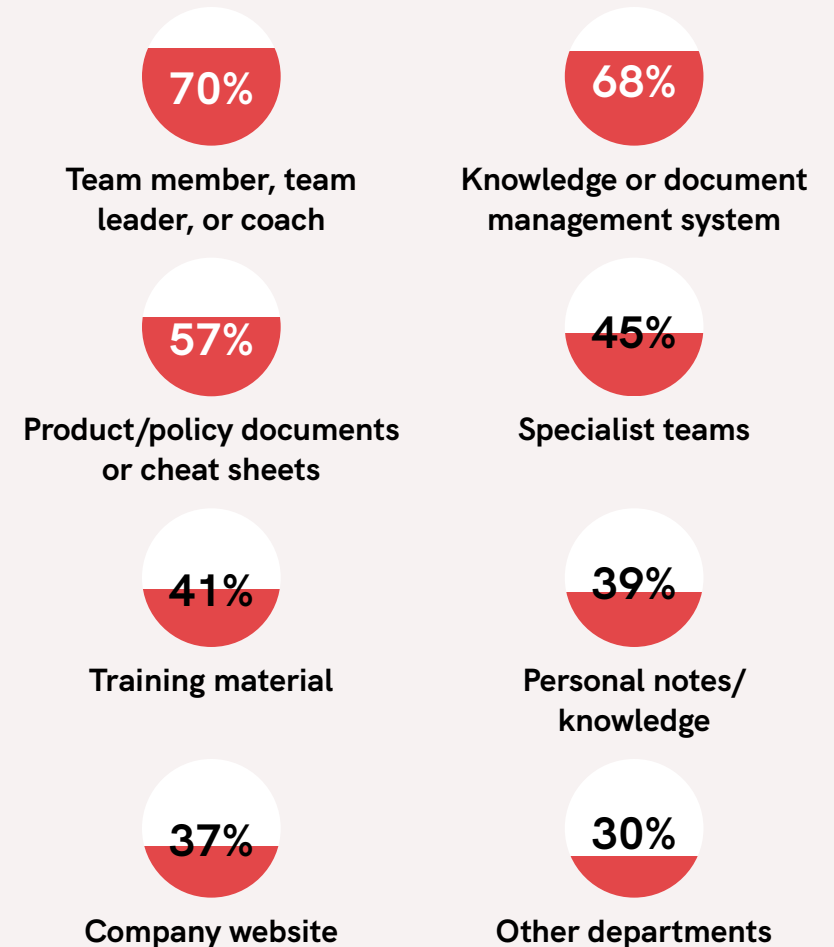 70%
Team member, team
leader, or coach
68%
Knowledge or document
management system
57%
Product/policy documents
or cheat sheets
45%
Specialist teams
41%
Training material
39%
Personal notes/
knowledge
37%
Company website
30%
Other departments